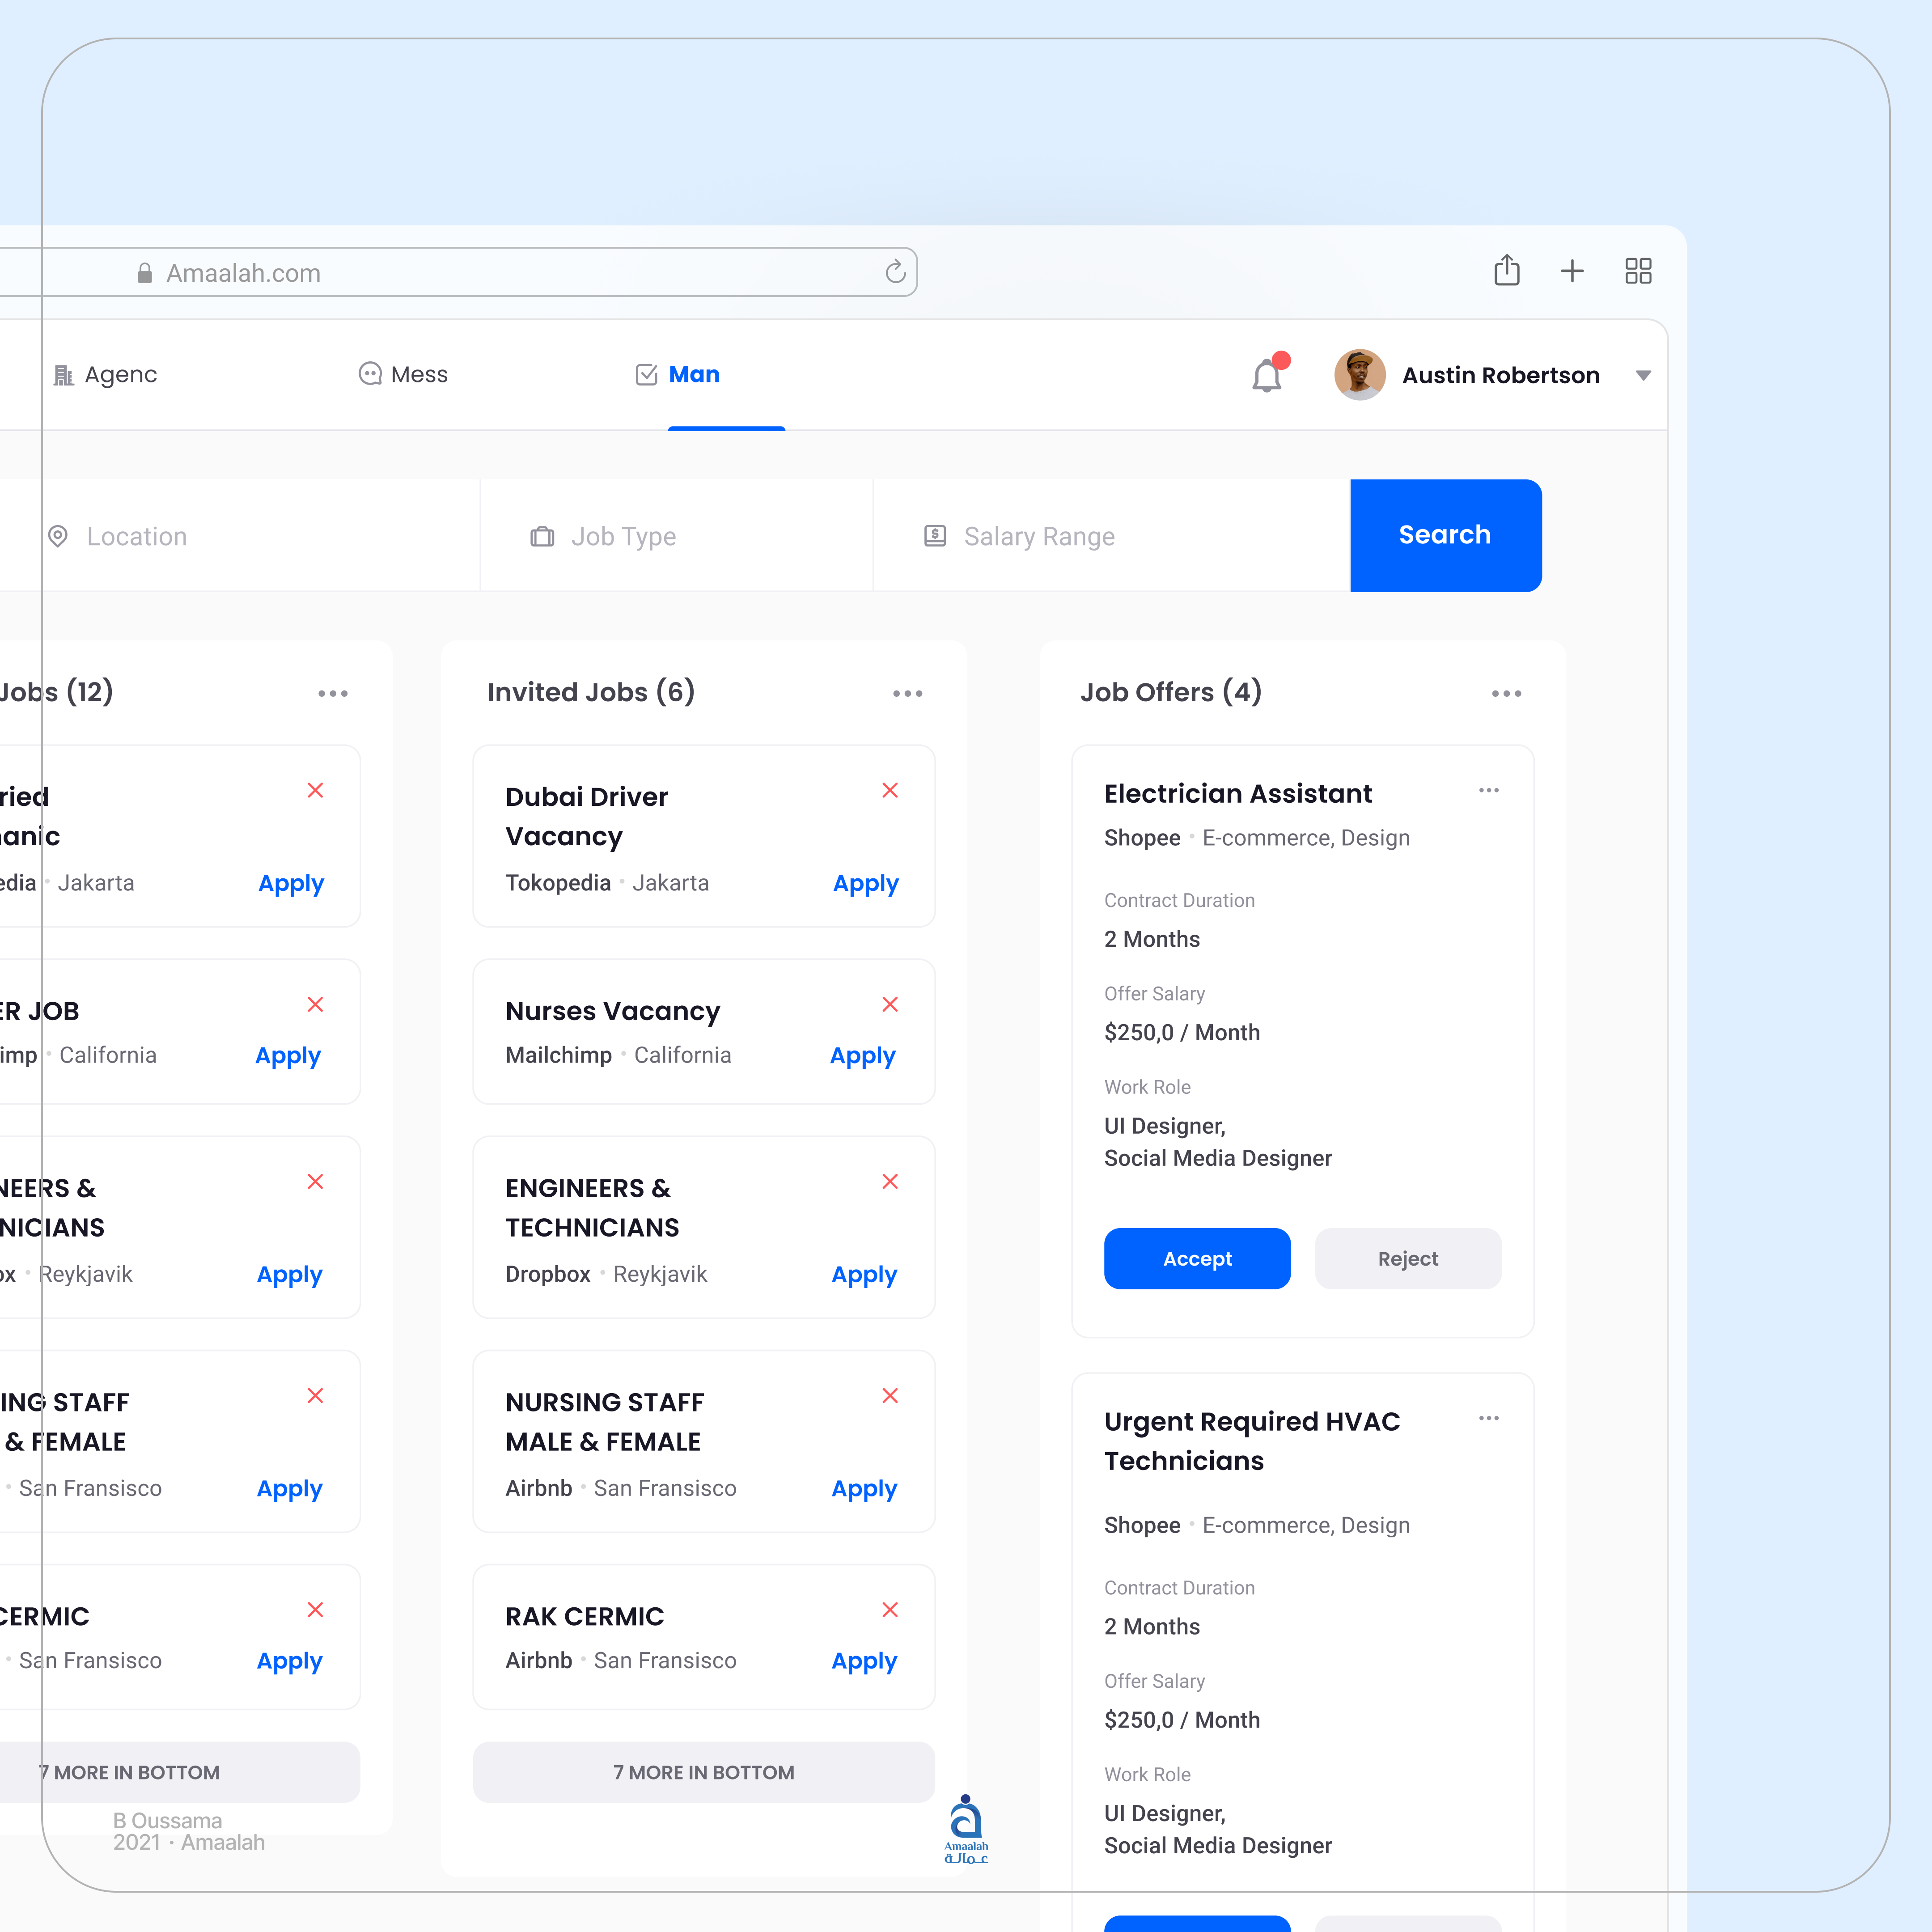 Amaalah.com
Agenc
Mess
Man
Austin Robertson
Location
Job Type
Salary Range
Search
Jobs (12)
ried
anic
edia • Jakarta
Apply
ER JOB
imp • California
Apply
NEERS &
NICIANS
ox • Reykjavik
Apply
ING STAFF
& FEMALE
• San Fransisco
Apply
CERMIC
• San Fransisco
Apply
7 MORE IN BOTTOM
Invited Jobs (6)
Dubai Driver
Vacancy
Tokopedia • Jakarta
Apply
Nurses Vacancy
Mailchimp • California
Apply
ENGINEERS &
TECHNICIANS
Dropbox • Reykjavik
Apply
NURSING STAFF
MALE & FEMALE
Airbnb • San Fransisco
Apply
RAK CERMIC
Airbnb • San Fransisco
Apply
7 MORE IN BOTTOM
Job Offers (4)
Electrician Assistant
Shopee • E-commerce, Design
Contract Duration
2 Months
Offer Salary
$250,0 / Month
Work Role
UI Designer,
Social Media Designer
Accept
Reject
Urgent Required HVAC
Technicians
Shopee • E-commerce, Design
Contract Duration
2 Months
Offer Salary
$250,0 / Month
Work Role
UI Designer,
Social Media Designer
B Oussama
2021 • Amaalah
Amaalah
عمالة